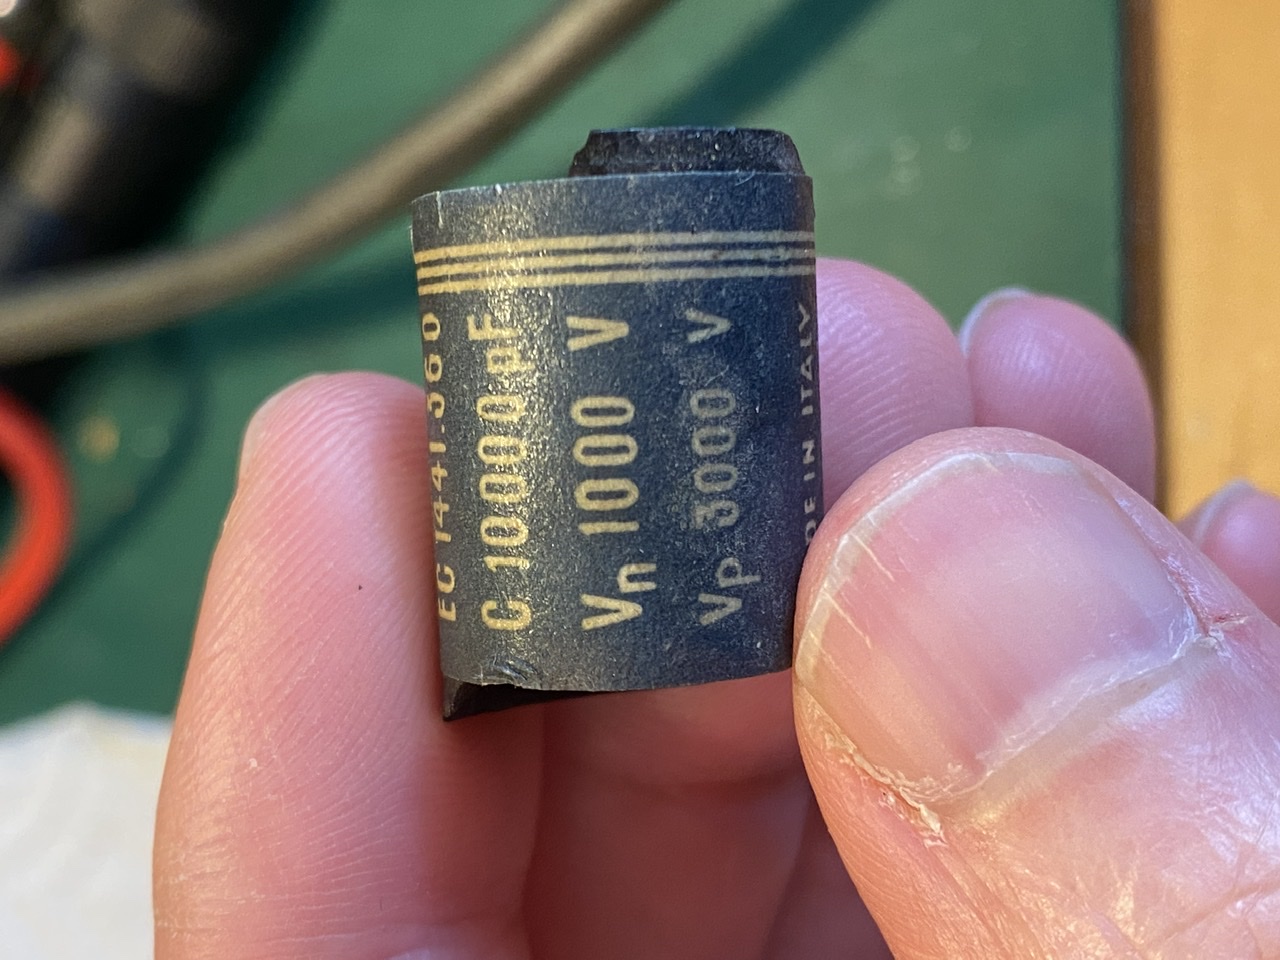 EC 1441.360
C 10000 pF
Vn 1000 V
Vp 3000 V
DE IN ITALY